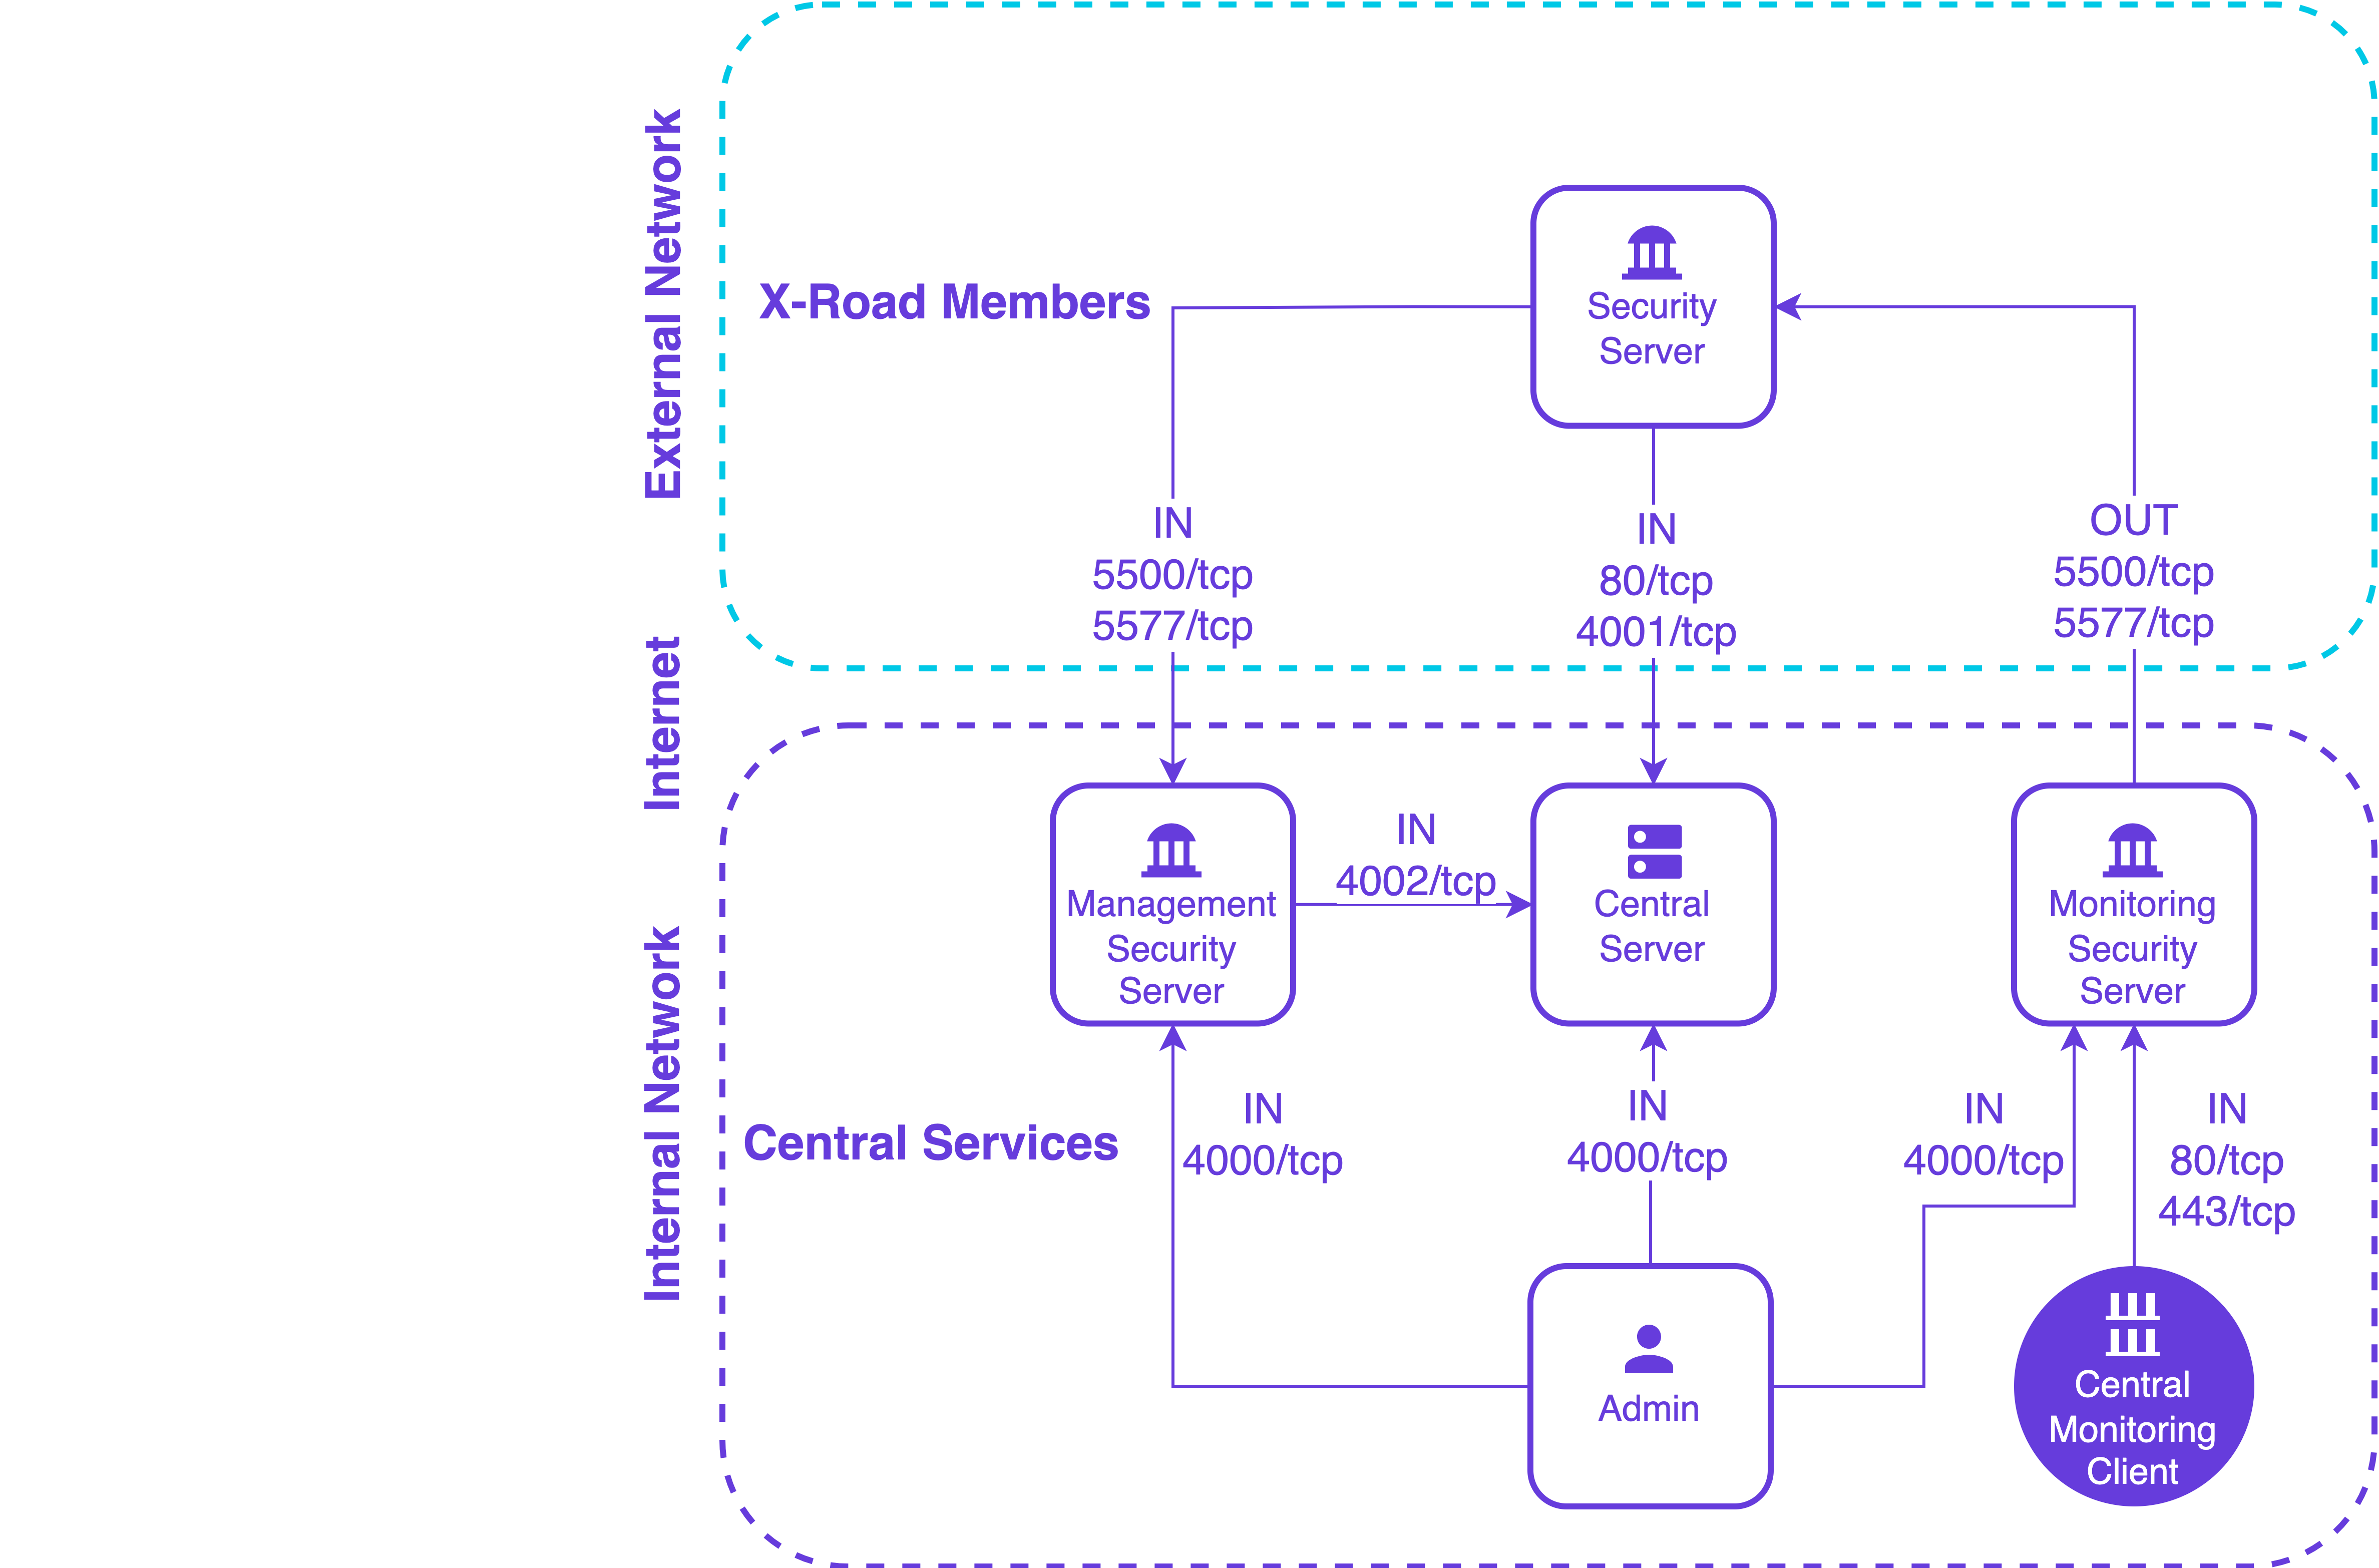 External Network
X-Road Members
Security
Server
IN
5500/tcp
5577/tcp
IN
80/tcp
4001/tcp
OUT
5500/tcp
5577/tcp
Internet
Internal Network
Central Services
Management
Security
Server
IN
4002/tcp
Central
Server
Monitoring
Security
Server
IN
4000/tcp
IN
4000/tcp
IN
4000/tcp
IN
80/tcp
443/tcp
Admin
Central
Monitoring
Client